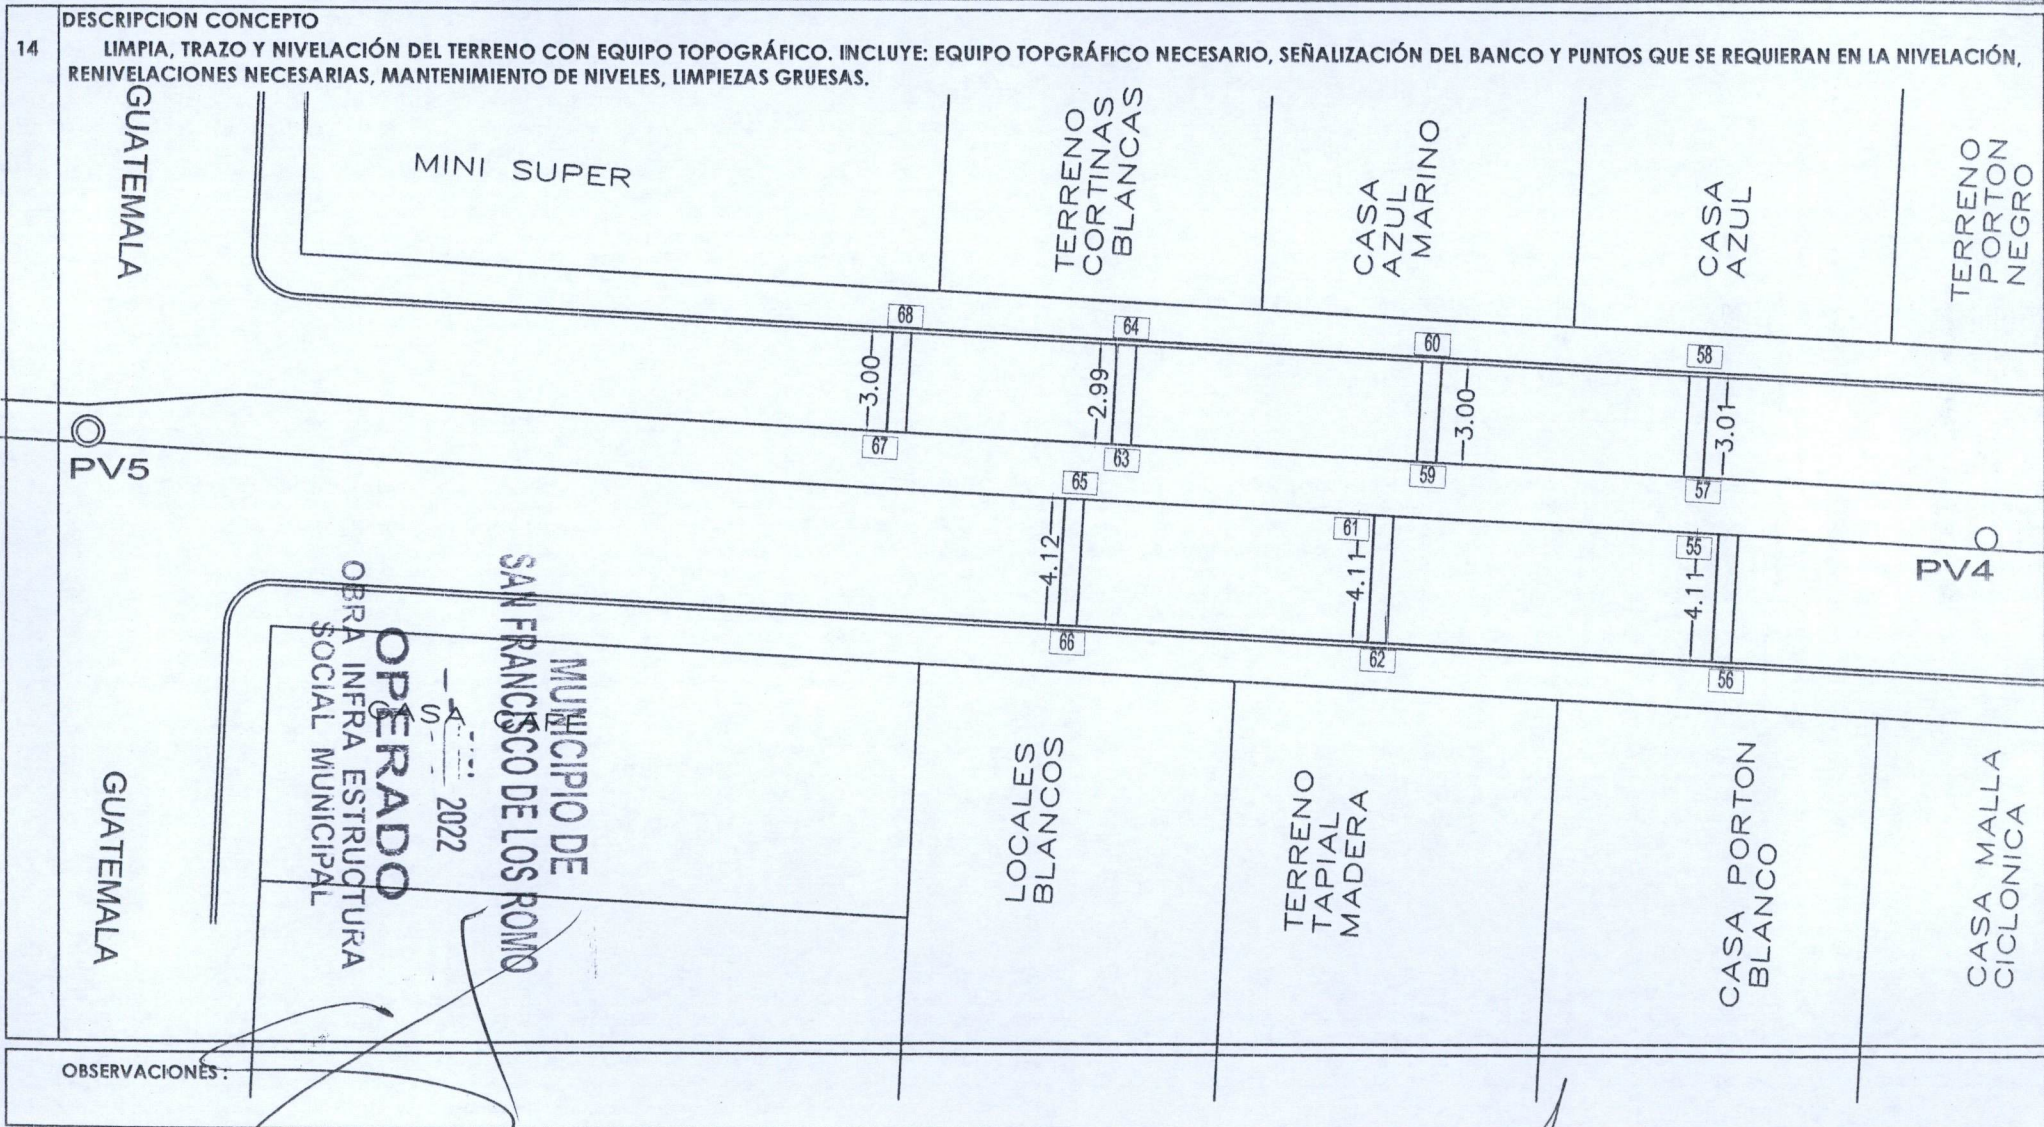 DESCRIPCION CONCEPTO
14
LIMPIA, TRAZO Y NIVELACIÓN DEL TERRENO CON EQUIPO TOPOGRÁFICO. IINCLUYE: EQUIPO TOPGRÁFICO NECESARIO, SEÑALIZACIÓN DEL BANCO Y PUNTOS QUE SE REQUIERAN EN LA NIVELACIÓN,
RENIVELACIONES NECESARIAS, MANTENIMIENTO DE NIVELES, LIMPIEZAS GRUESAS.
GUATEMALA
MINI SUPER
TERRENO
CORTINAS
BLANCAS
CASA
AZUL
MARINO
CASA
AZUL
TERRENO
PORTON
NEGRO
68
64
60
58
3.00
2.99
3.00
3.01
67
63
59
57
PV5
65
61
55
PV4
4.12
4.11
4.11
66
62
56
GUATEMALA
MUNICIPIO DE
SAN FRANCISCO DE LOS ROMO
2022
OPERADO
OBRA INFRA ESTRUCTURA
SOCIAL MUNICIPAL
CASA
LOCALES
BLANCOS
TERRENO
TAPIAL
MADERA
CASA PORTON
BLANCO
CASA MALLA
CICLONICA
OBSERVACIONES :